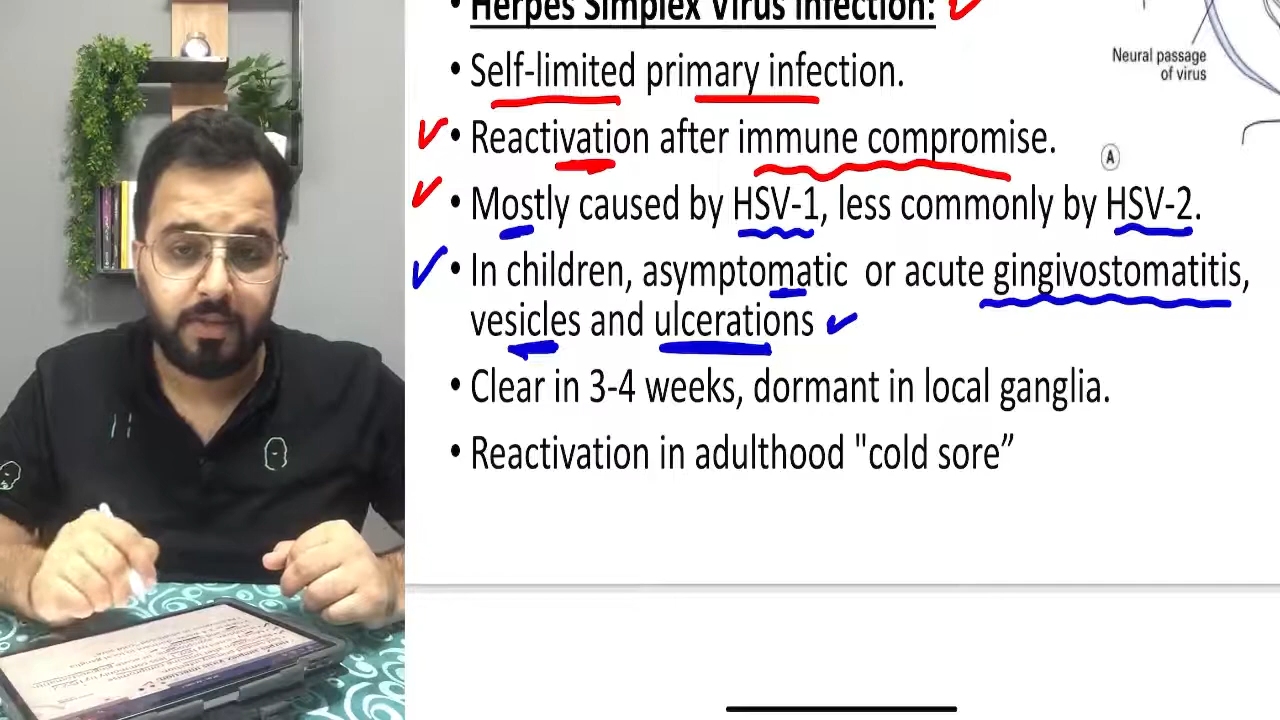 • Herpes Simplex Virus Infection:
• Self-limited primary infection.
• Reactivation after immune compromise.
• Mostly caused by HSV-1, less commonly by HSV-2.
• In children, asymptomatic or acute gingivostomatitis,
vesicles and ulcerations
• Clear in 3-4 weeks, dormant in local ganglia.
• Reactivation in adulthood "cold sore”
Neural passage
of virus
A